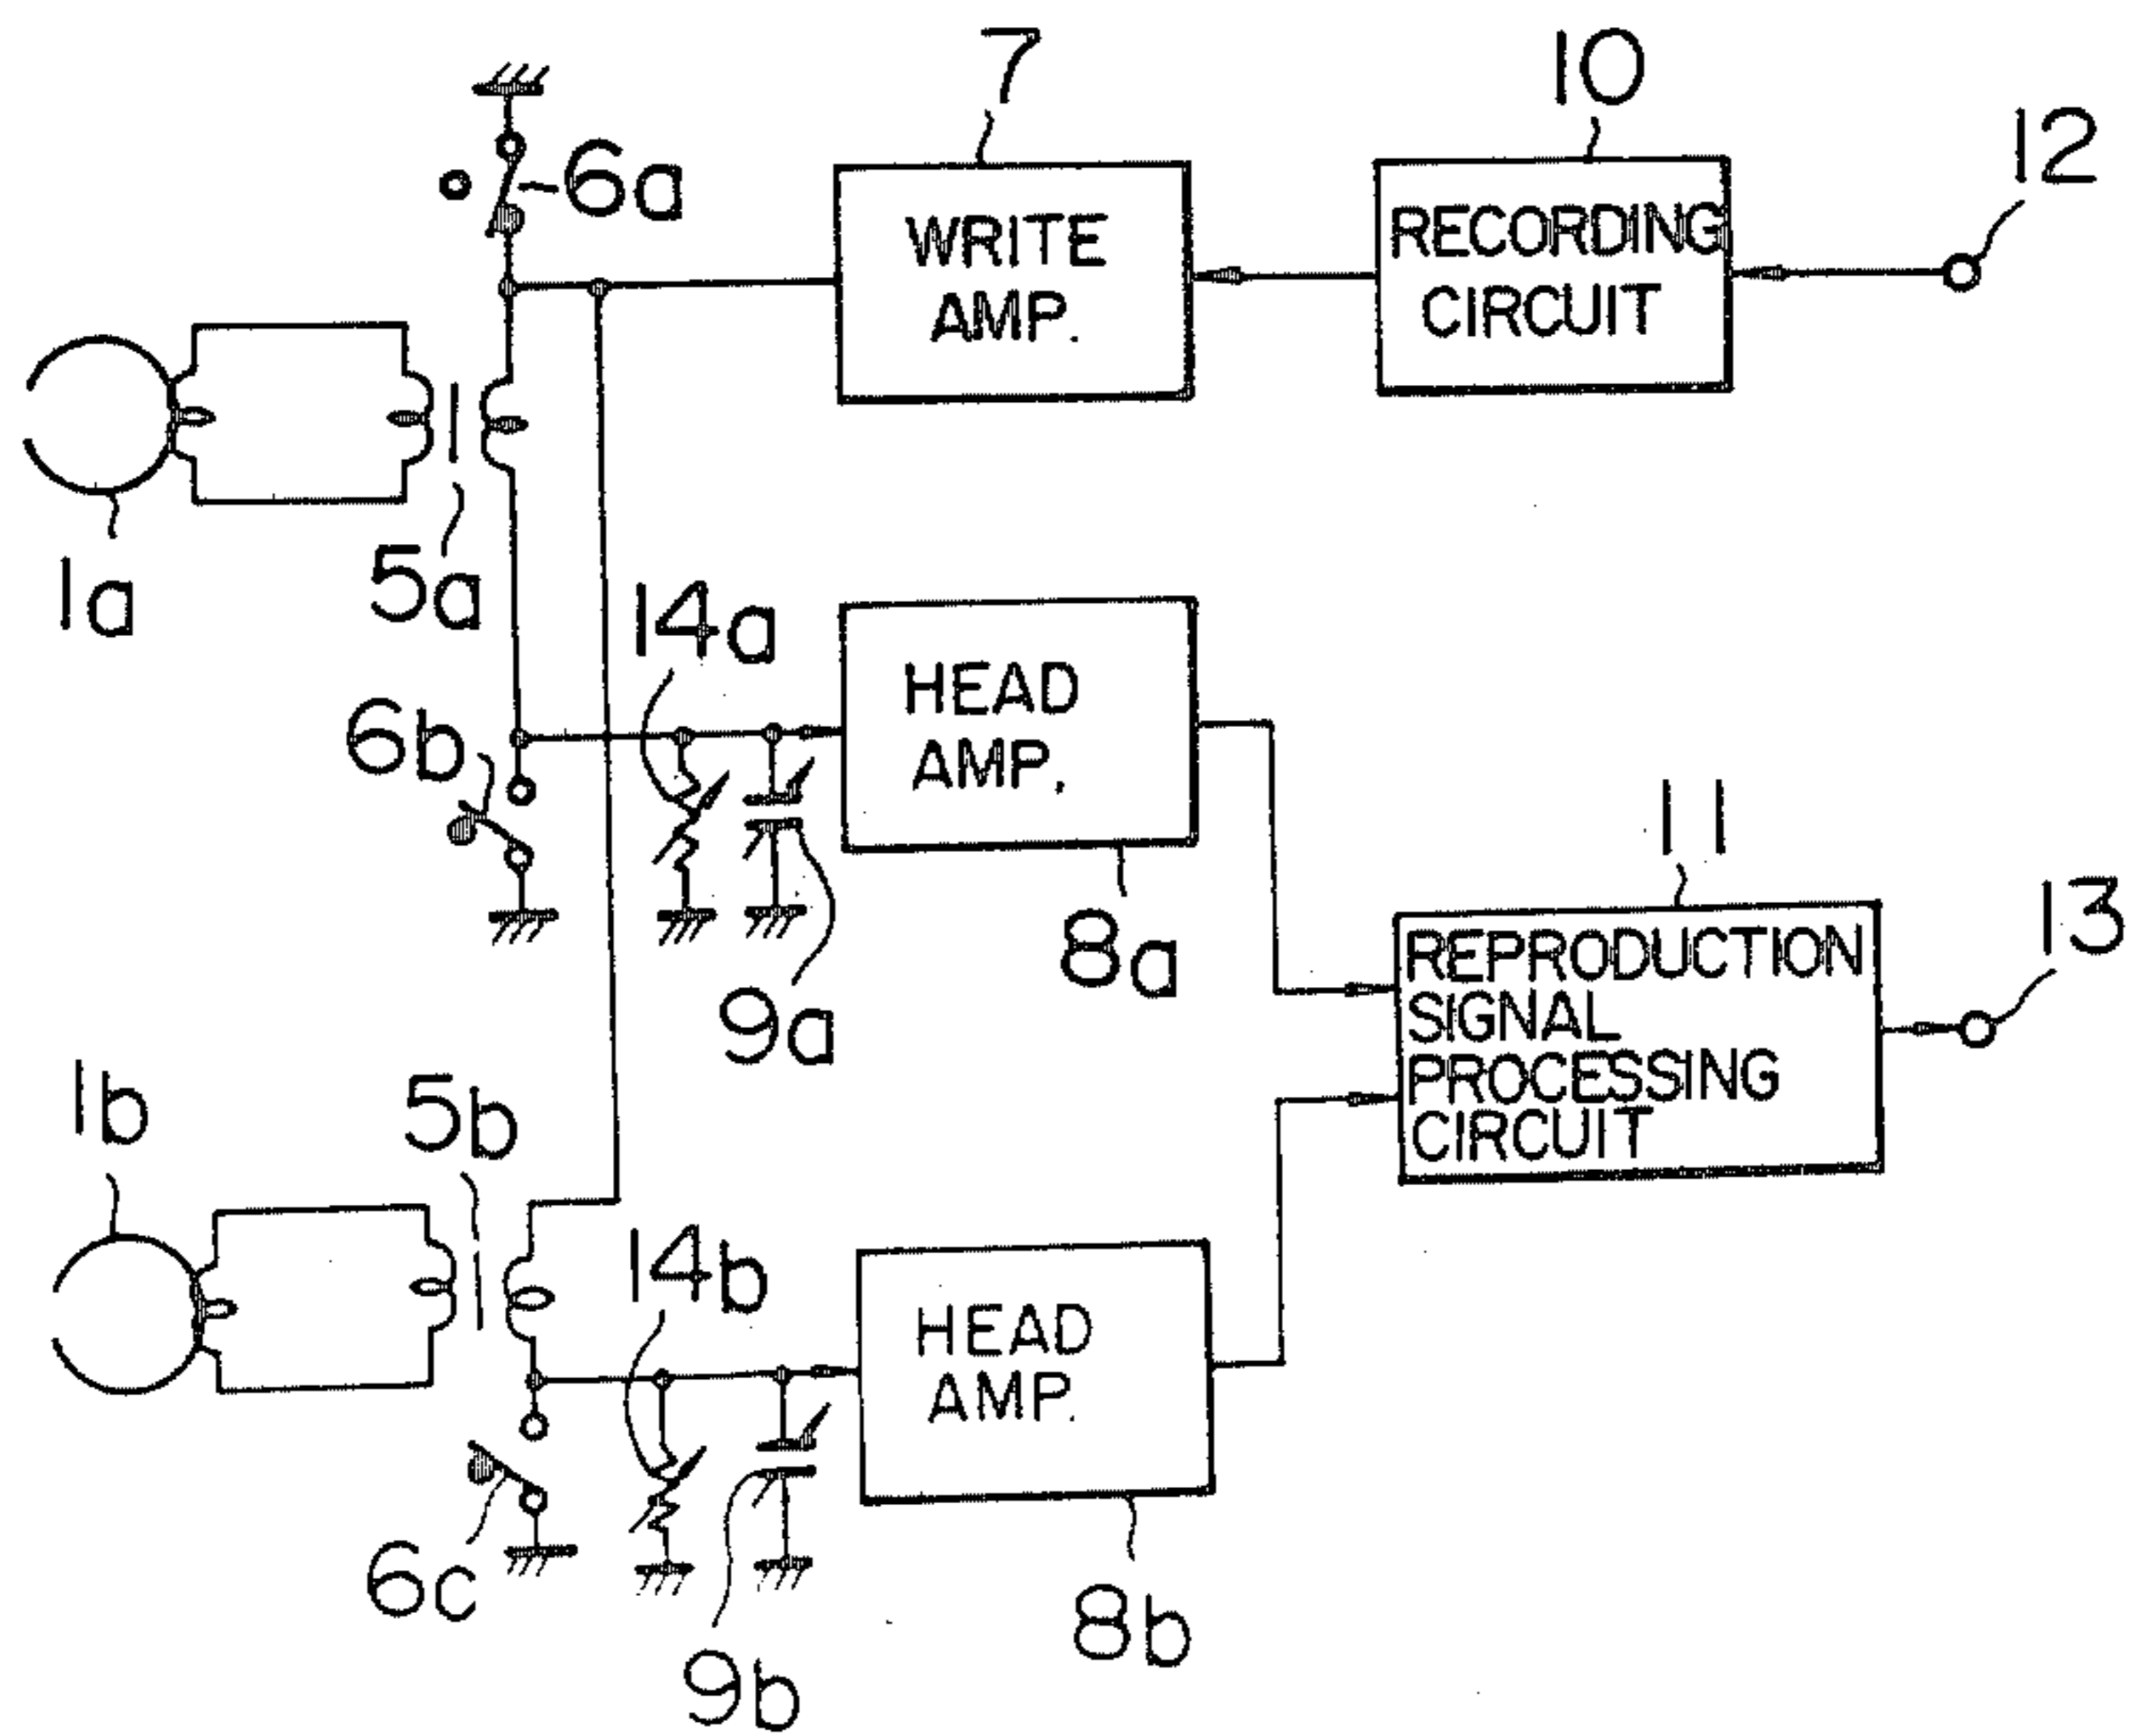 7
10
12
6a
WRITE
AMP.
RECORDING
CIRCUIT
1a
5a
14a
HEAD
AMP.
6b
11
13
8a
9a
REPRODUCTION
SIGNAL
PROCESSING
CIRCUIT
1b
5b
14b
HEAD
AMP.
6c
8b
9b